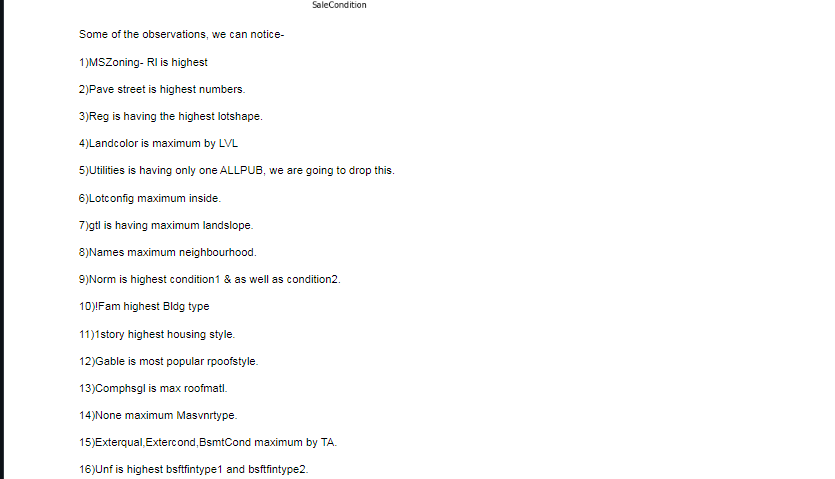 SaleCondition
Some of the observations, we can notice-
1)MSZoning- Rl is highest
2)Pave street is highest numbers.
3)Reg is having the highest lotshape.
4)Landcolor is maximum by LVL
5)Utilities is having only one ALLPUB, we are going to drop this.
6)Lotconfig maximum inside.
7)gtl is having maximum landslope.
8)Names maximum neighbourhood.
9)Norm is highest condition1 & as well as condition2.
10)!Fam highest Bldg type
11)1story highest housing style.
12)Gable is most popular rpoofstyle.
13)Comphsgl is max roofmatl.
14)None maximum Masvnrtype.
15)Exterqual,Extercond,BsmtCond maximum by TA.
16)Unf is highest bsftfintype1 and bsftfintype2.